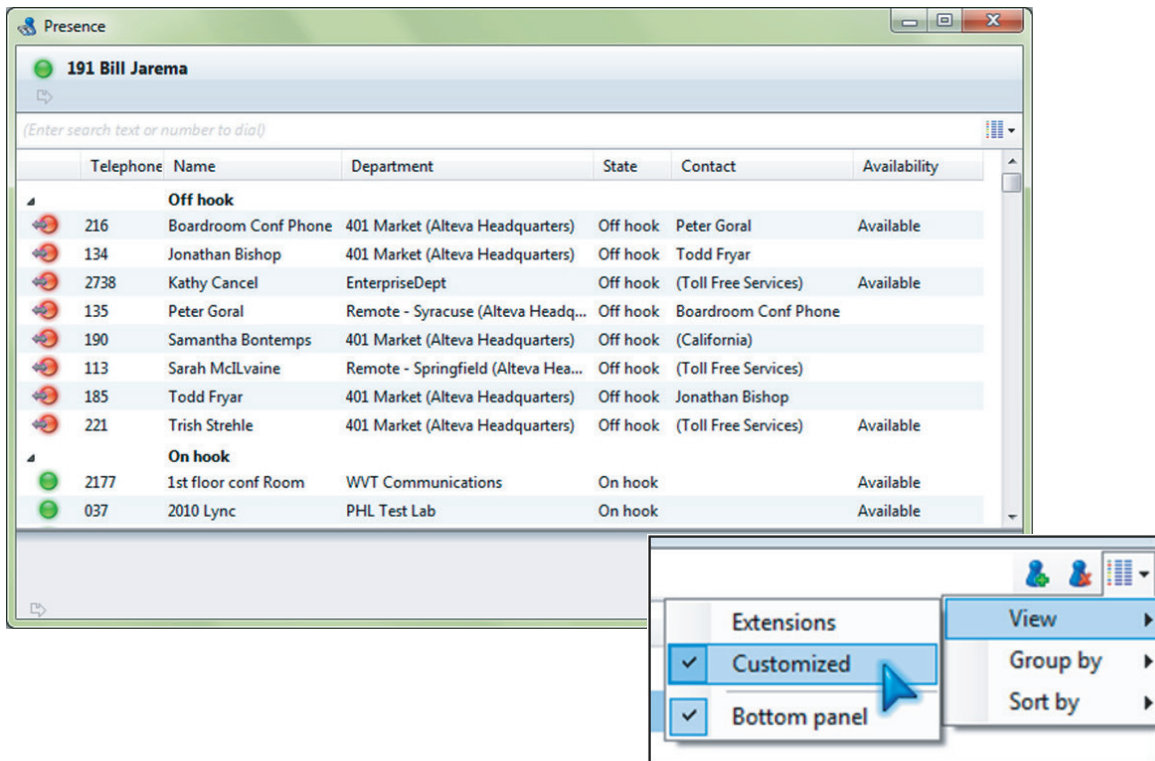 Presence
191 Bill Jarema
(Enter search text or number to dial)
Telephone Name Department State Contact Availability
Off hook
216 Boardroom Conf Phone 401 Market (Alteva Headquarters) Off hook Peter Goral Available
134 Jonathan Bishop 401 Market (Alteva Headquarters) Off hook Todd Fryar
2738 Kathy Cancel EnterpriseDept Off hook (Toll Free Services) Available
135 Peter Goral Remote - Syracuse (Alteva Headq... Off hook Boardroom Conf Phone
190 Samantha Bontemps 401 Market (Alteva Headquarters) Off hook (California)
113 Sarah McILvaine Remote - Springfield (Alteva Hea... Off hook (Toll Free Services)
185 Todd Fryar 401 Market (Alteva Headquarters) Off hook Jonathan Bishop
221 Trish Strehle 401 Market (Alteva Headquarters) Off hook (Toll Free Services) Available
On hook
2177 1st floor conf Room WVT Communications On hook Available
037 2010 Lync PHL Test Lab On hook Available
Extensions
Customized
Bottom panel
View
Group by
Sort by